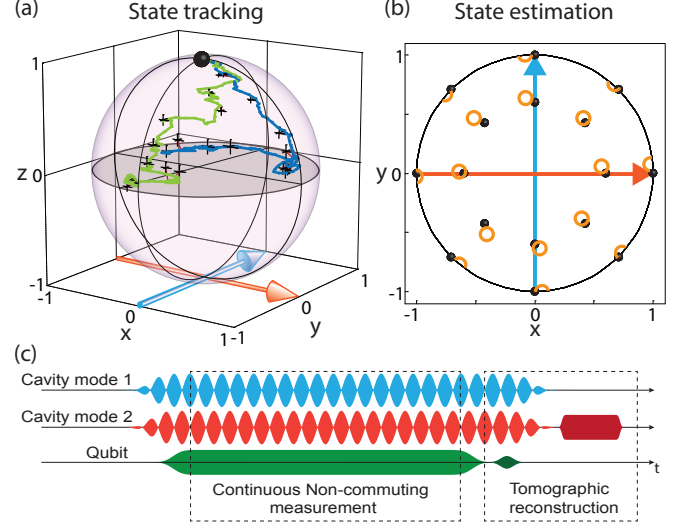 (a)
State tracking
1
z 0
-1
-1
0
x
1
-1
0
y
1
(b)
State estimation
1
y 0
-1
-1
0
x
1
(c)
Cavity mode 1
Cavity mode 2
Qubit
t
Continuous Non-commuting
measurement
Tomographic
reconstruction